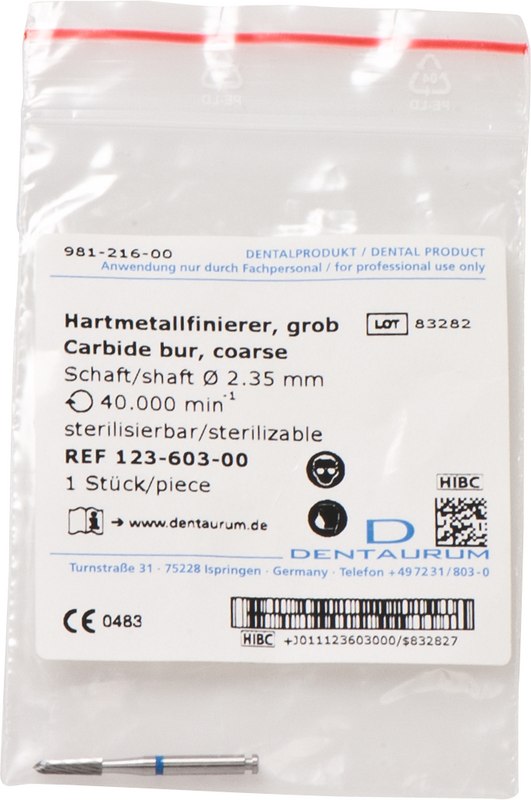 981-216-00
DENTALPRODUKT / DENTAL PRODUCT
Anwendung nur durch Fachpersonal / for professional use only
Hartmetallfinierer, grob
LOT 83282
Carbide bur, coarse
Schaft/shaft Ø 2.35 mm
40.000 min⁻¹
sterilisierbar/sterilizable
REF 123-603-00
1 Stück/piece
HIBC
→ www.dentaurum.de
D
DENTAURUM
Turnstraße 31 · 75228 Ispringen · Germany · Telefon +497231/803-0
CE 0483
HIBC +J011123603000/$832827